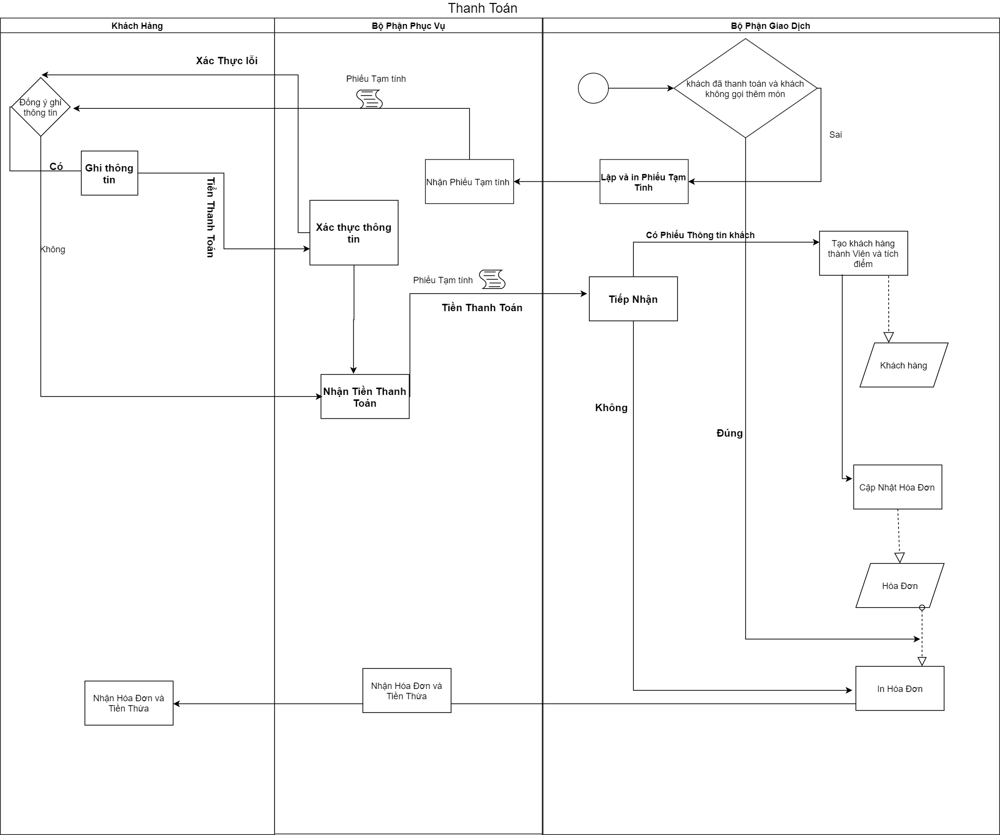 Thanh Toán
Khách Hàng
Bộ Phận Phục Vụ
Bộ Phận Giao Dịch
Xác Thực lỗi
Phiếu Tạm tính
khách đã thanh toán và khách
không gọi thêm món
Đống ý ghi
thông tin
Sai
Có
Ghi thông
tin
Tiền Thanh Toán
Nhận Phiếu Tạm tính
Lập và in Phiếu Tạm
Tính
Xác thực thông
tin
Có Phiếu Thông tin khách
Tạo khách hàng
thành Viên và tích
điểm
Không
Phiếu Tạm tính
Tiền Thanh Toán
Tiếp Nhận
Khách hàng
Nhận Tiền Thanh
Toán
Không
Đúng
Cập Nhật Hóa Đơn
Hóa Đơn
Nhận Hóa Đơn và
Tiền Thừa
Nhận Hóa Đơn và
Tiền Thừa
In Hóa Đơn